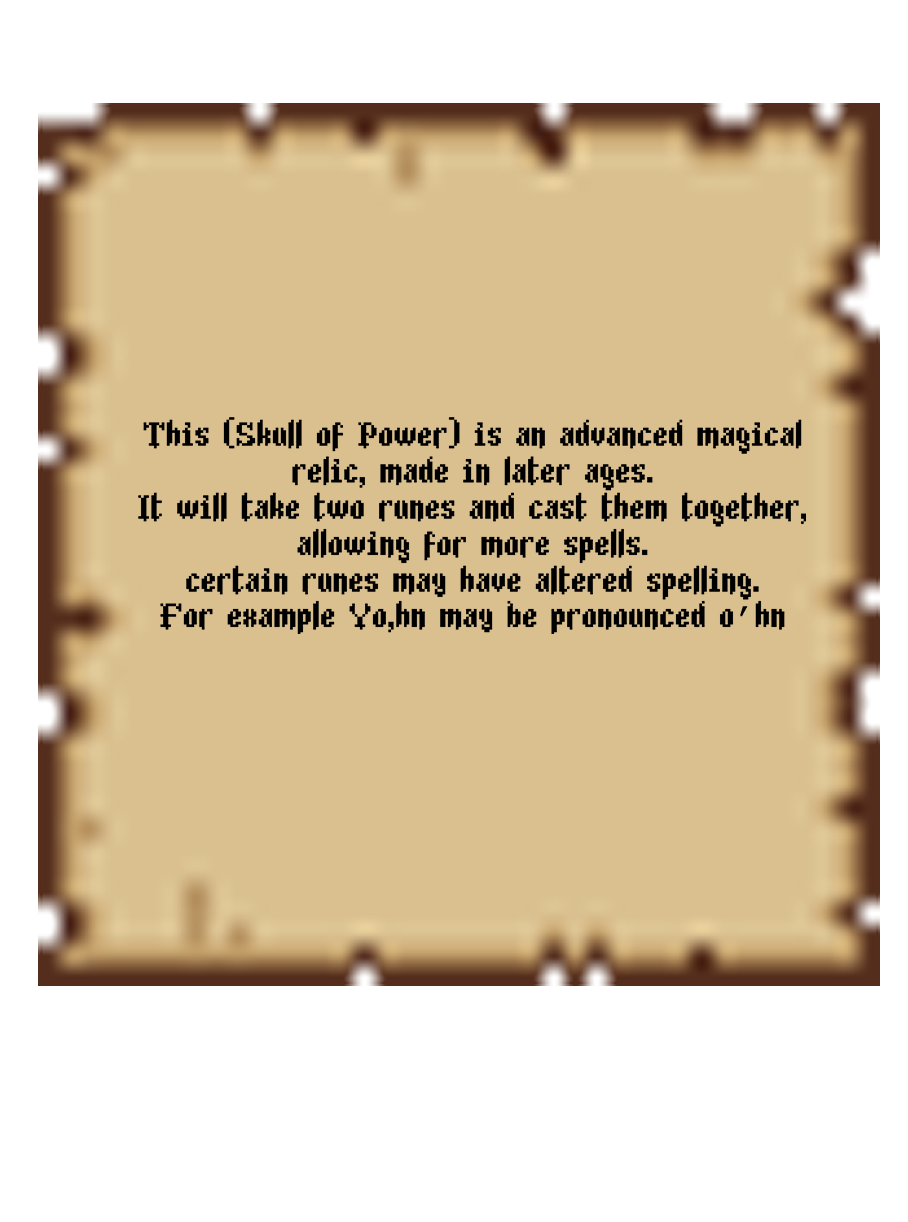 This (Skull of Power) is an advanced magical
relic, made in later ages.
It will take two runes and cast them together,
allowing for more spells.
certain runes may have altered spelling.
For example Yo,hn may be pronounced o'hn